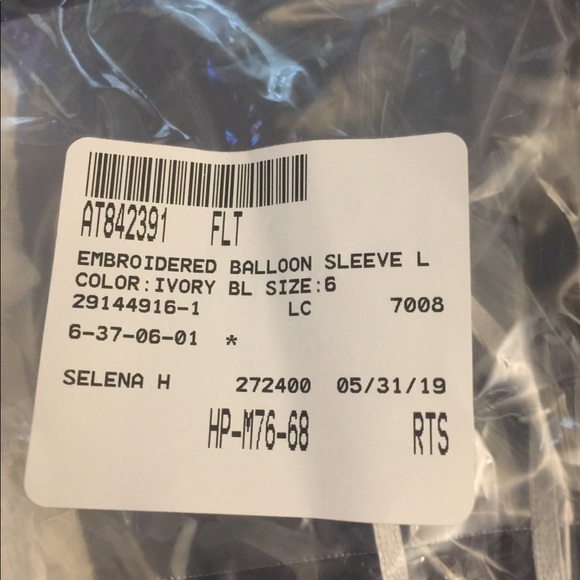 AT842391 FLT
EMBROIDERED BALLOON SLEEVE L
COLOR:IVORY BL SIZE:6
29144916-1 LC 7008
6-37-06-01 *
SELENA H 272400 05/31/19
HP-M76-68 RTS